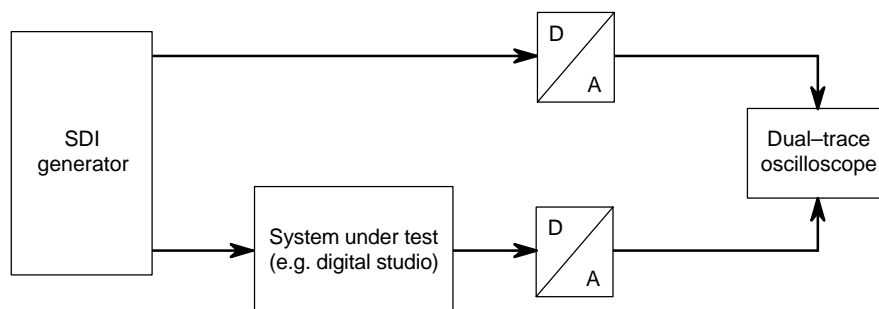 SDI
generator
D
A
Dual–trace
oscilloscope
System under test
(e.g. digital studio)
D
A